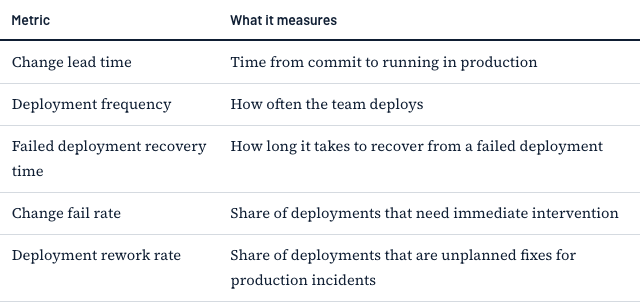 Metric What it measures
Change lead time Time from commit to running in production
Deployment frequency How often the team deploys
Failed deployment recovery How long it takes to recover from a failed deployment
time
Change fail rate Share of deployments that need immediate intervention
Deployment rework rate Share of deployments that are unplanned fixes for
production incidents